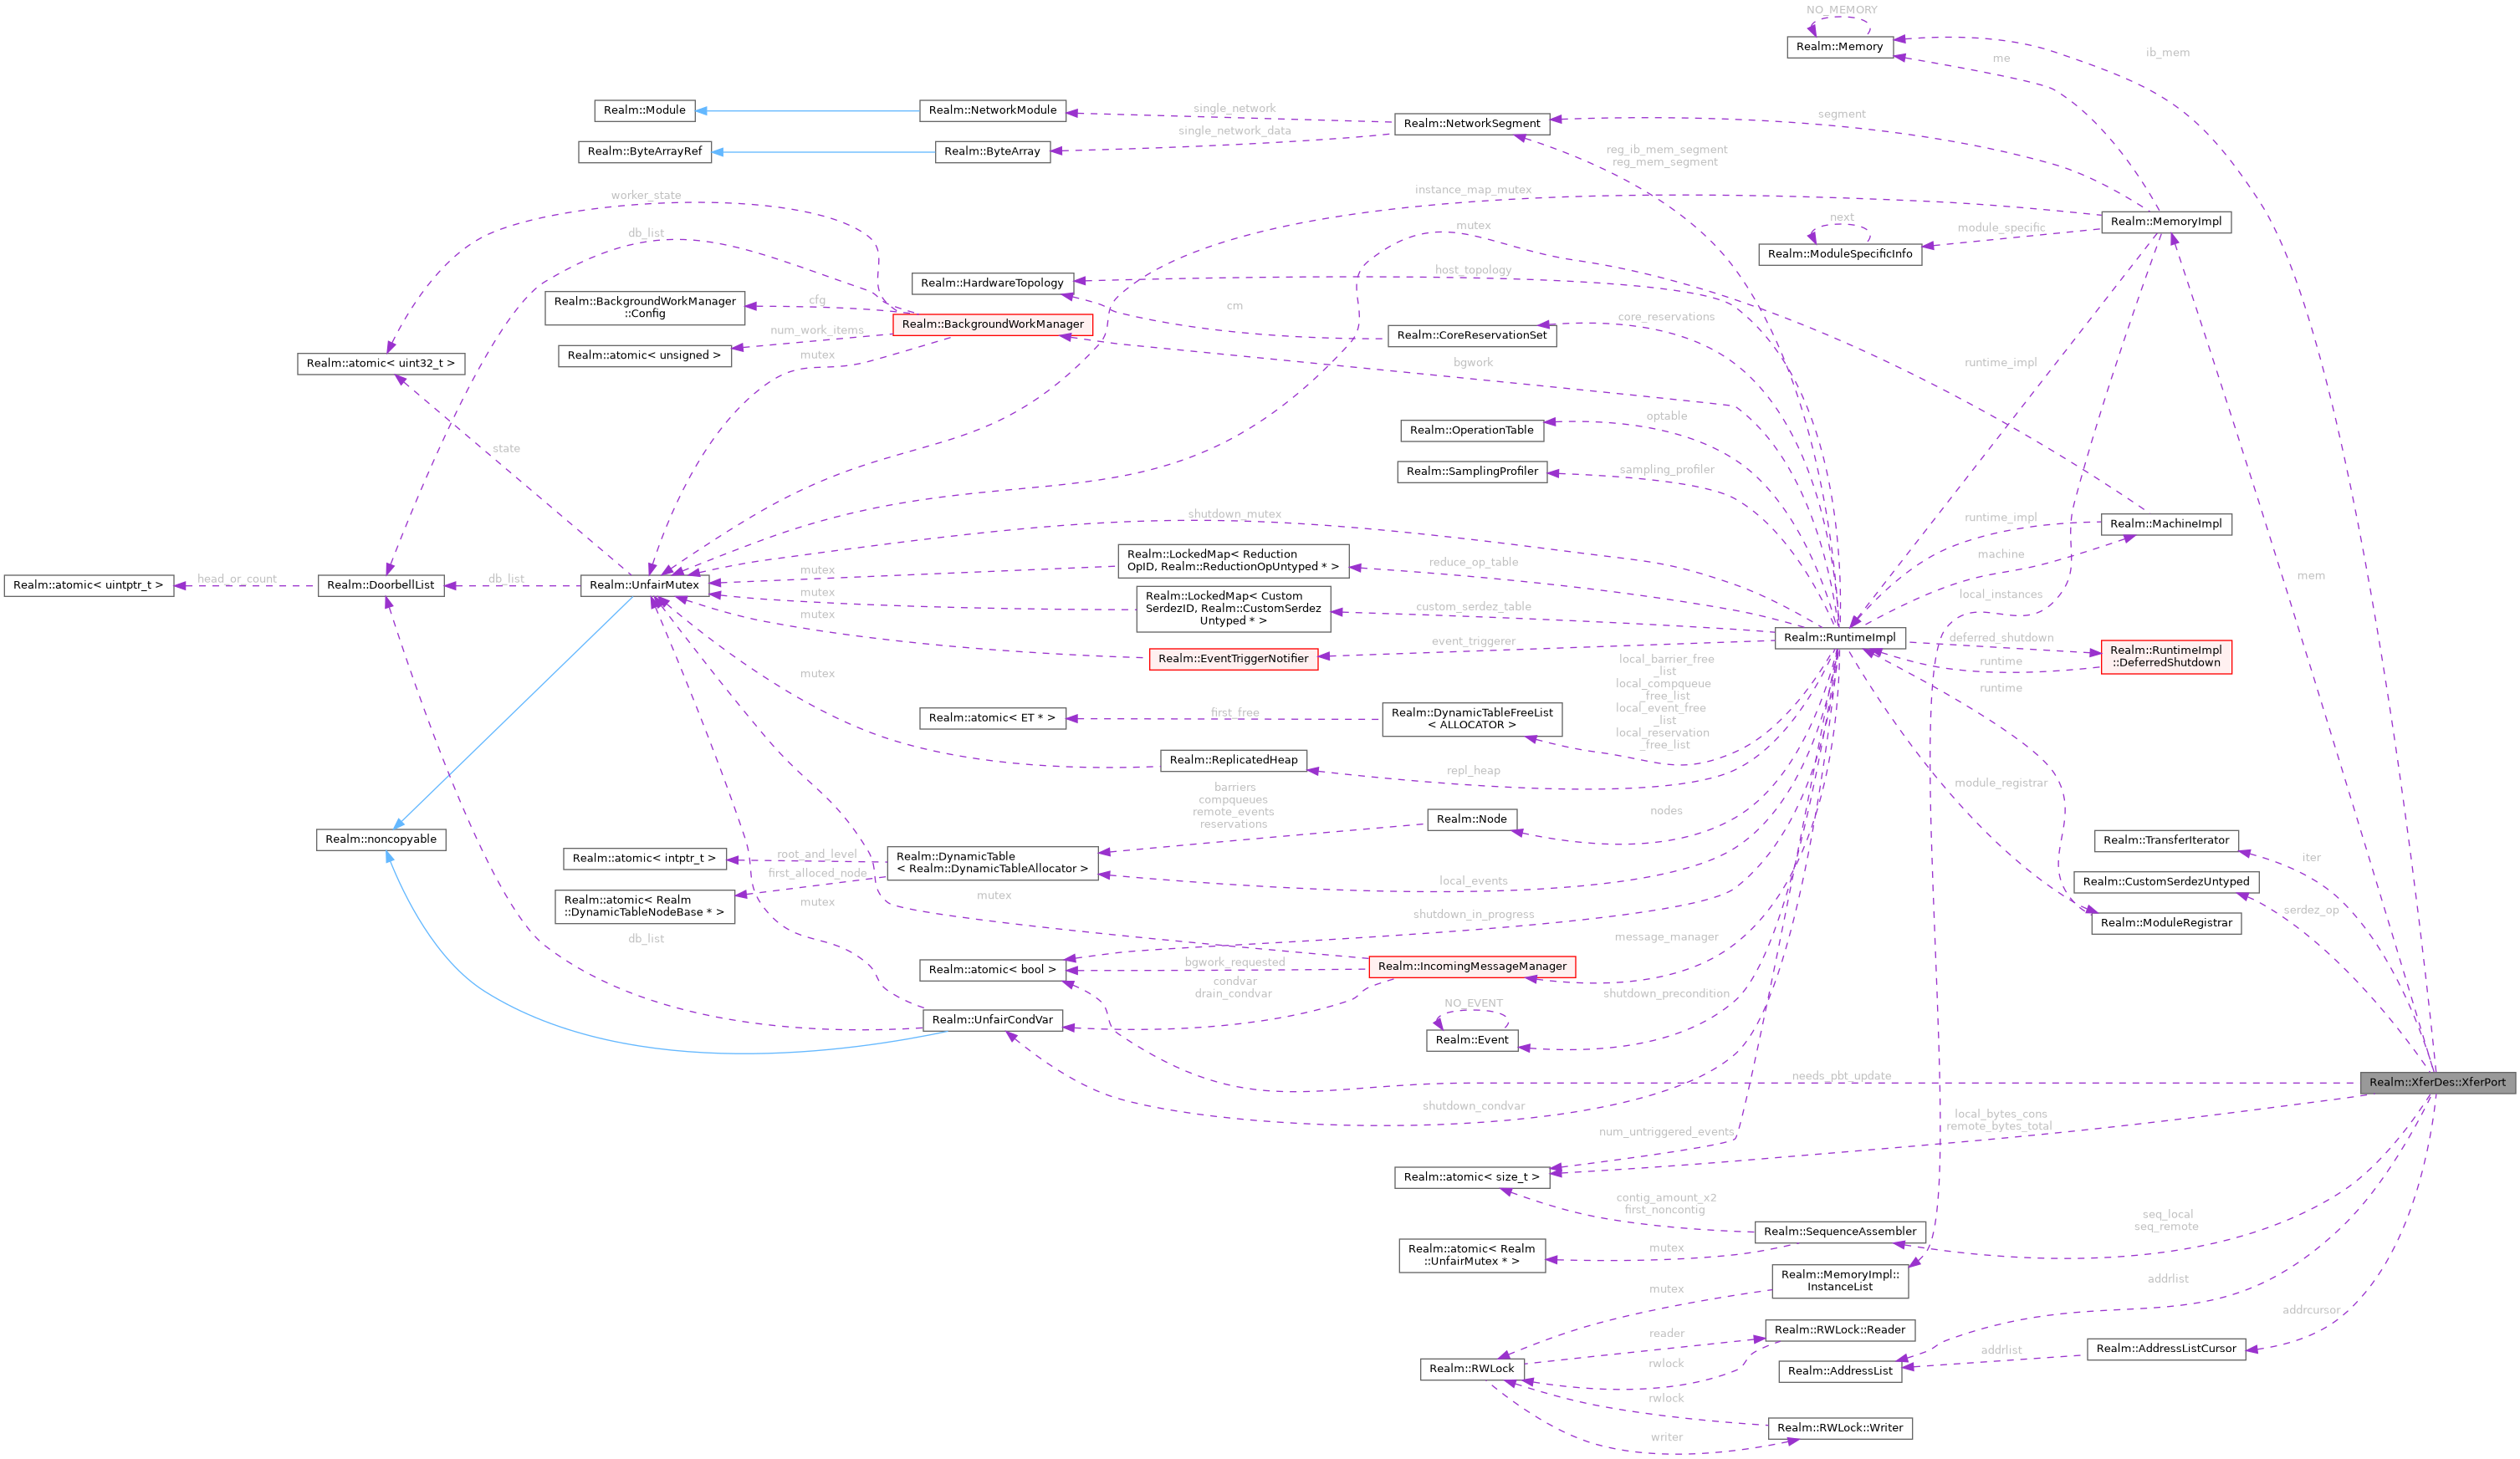 NO_MEMORY
Realm::Memory
ib_mem
me
Realm::Module
Realm::NetworkModule
single_network
Realm::NetworkSegment
segment
single_network_data
Realm::ByteArrayRef
Realm::ByteArray
reg_ib_mem_segment
reg_mem_segment
worker_state
instance_map_mutex
Realm::MemoryImpl
db_list
mutex
next
module_specific
Realm::ModuleSpecificInfo
Realm::HardwareTopology
host_topology
Realm::BackgroundWorkManager
::Config
cfg
cm
Realm::BackgroundWorkManager
core_reservations
num_work_items
Realm::CoreReservationSet
Realm::atomic< unsigned >
mutex
Realm::atomic< uint32_t >
bgwork
runtime_impl
optable
Realm::OperationTable
state
Realm::SamplingProfiler
sampling_profiler
shutdown_mutex
runtime_impl
Realm::MachineImpl
Realm::LockedMap< Reduction
OpID, Realm::ReductionOpUntyped * >
reduce_op_table
machine
mem
Realm::atomic< uintptr_t >
head_or_count
Realm::DoorbellList
db_list
Realm::UnfairMutex
mutex
mutex
mutex
Realm::LockedMap< Custom
SerdezID, Realm::CustomSerdez
Untyped * >
custom_serdez_table
local_instances
Realm::RuntimeImpl
event_triggerer
Realm::EventTriggerNotifier
deferred_shutdown
runtime
Realm::RuntimeImpl
::DeferredShutdown
mutex
local_barrier_free
_list
local_compqueue
_free_list
local_event_free
_list
local_reservation
_free_list
runtime
Realm::atomic< ET * >
first_free
Realm::DynamicTableFreeList
< ALLOCATOR >
Realm::ReplicatedHeap
repl_heap
module_registrar
barriers
compqueues
remote_events
reservations
Realm::Node
nodes
Realm::noncopyable
Realm::TransferIterator
iter
Realm::atomic< intptr_t >
root_and_level
first_alloced_node
Realm::DynamicTable
< Realm::DynamicTableAllocator >
local_events
Realm::CustomSerdezUntyped
serdez_op
Realm::atomic< Realm
::DynamicTableNodeBase * >
mutex
mutex
shutdown_in_progress
Realm::ModuleRegistrar
db_list
message_manager
Realm::atomic< bool >
bgwork_requested
Realm::IncomingMessageManager
condvar
drain_condvar
shutdown_precondition
NO_EVENT
Realm::UnfairCondVar
Realm::Event
needs_pbt_update
Realm::XferDes::XferPort
shutdown_condvar
local_bytes_cons
remote_bytes_total
num_untriggered_events
Realm::atomic< size_t >
contig_amount_x2
first_noncontig
Realm::SequenceAssembler
seq_local
seq_remote
Realm::atomic< Realm
::UnfairMutex * >
mutex
Realm::MemoryImpl::
InstanceList
addrlist
mutex
addrcursor
Realm::RWLock::Reader
reader
Realm::RWLock
rwlock
Realm::AddressList
addrlist
Realm::AddressListCursor
rwlock
Realm::RWLock::Writer
writer